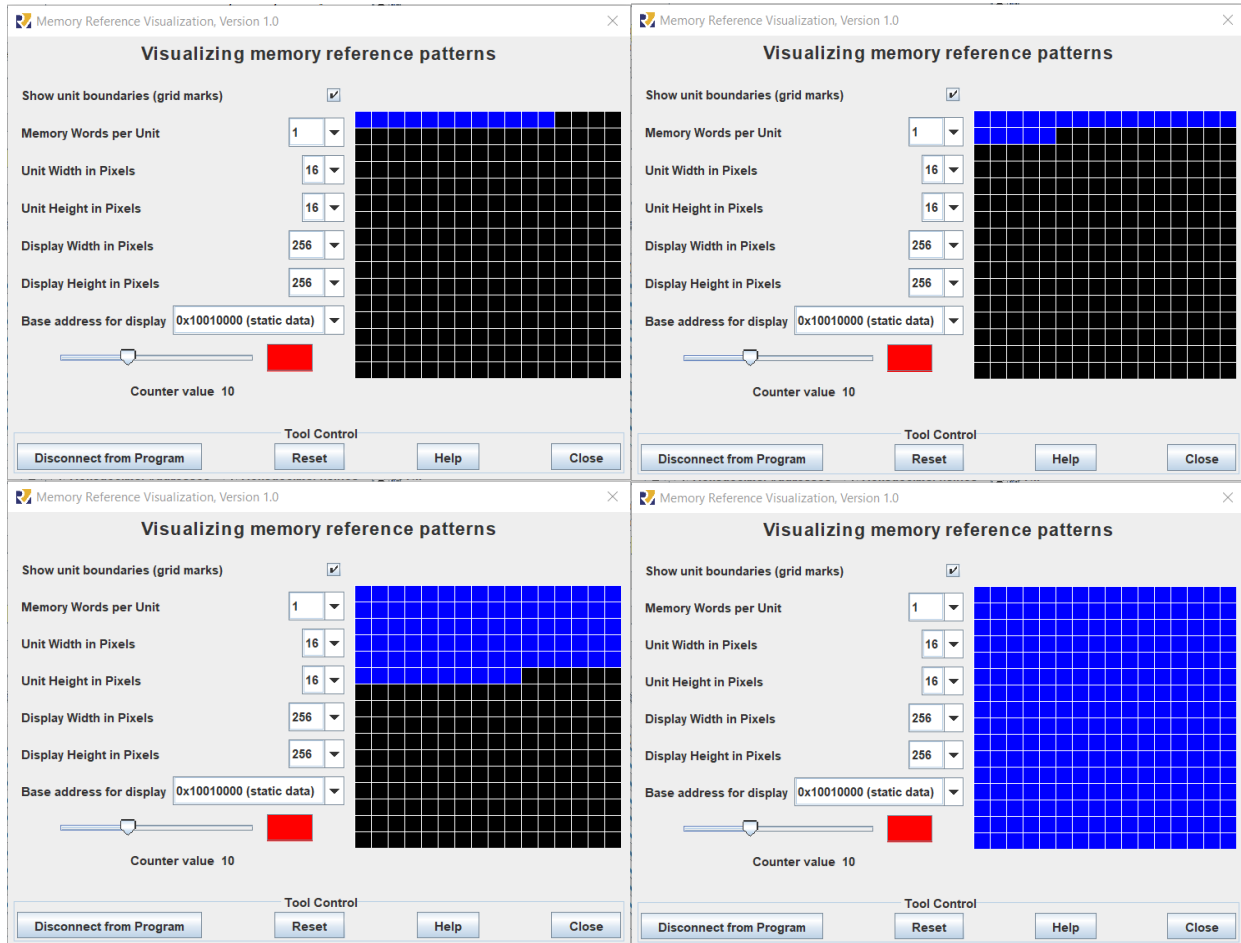 Memory Reference Visualization, Version 1.0
Visualizing memory reference patterns
Show unit boundaries (grid marks)
Memory Words per Unit 1
Unit Width in Pixels 16
Unit Height in Pixels 16
Display Width in Pixels 256
Display Height in Pixels 256
Base address for display 0x10010000 (static data)
Counter value 10
Tool Control
Disconnect from Program Reset Help Close
Memory Reference Visualization, Version 1.0
Visualizing memory reference patterns
Show unit boundaries (grid marks)
Memory Words per Unit 1
Unit Width in Pixels 16
Unit Height in Pixels 16
Display Width in Pixels 256
Display Height in Pixels 256
Base address for display 0x10010000 (static data)
Counter value 10
Tool Control
Disconnect from Program Reset Help Close
Memory Reference Visualization, Version 1.0
Visualizing memory reference patterns
Show unit boundaries (grid marks)
Memory Words per Unit 1
Unit Width in Pixels 16
Unit Height in Pixels 16
Display Width in Pixels 256
Display Height in Pixels 256
Base address for display 0x10010000 (static data)
Counter value 10
Tool Control
Disconnect from Program Reset Help Close
Memory Reference Visualization, Version 1.0
Visualizing memory reference patterns
Show unit boundaries (grid marks)
Memory Words per Unit 1
Unit Width in Pixels 16
Unit Height in Pixels 16
Display Width in Pixels 256
Display Height in Pixels 256
Base address for display 0x10010000 (static data)
Counter value 10
Tool Control
Disconnect from Program Reset Help Close